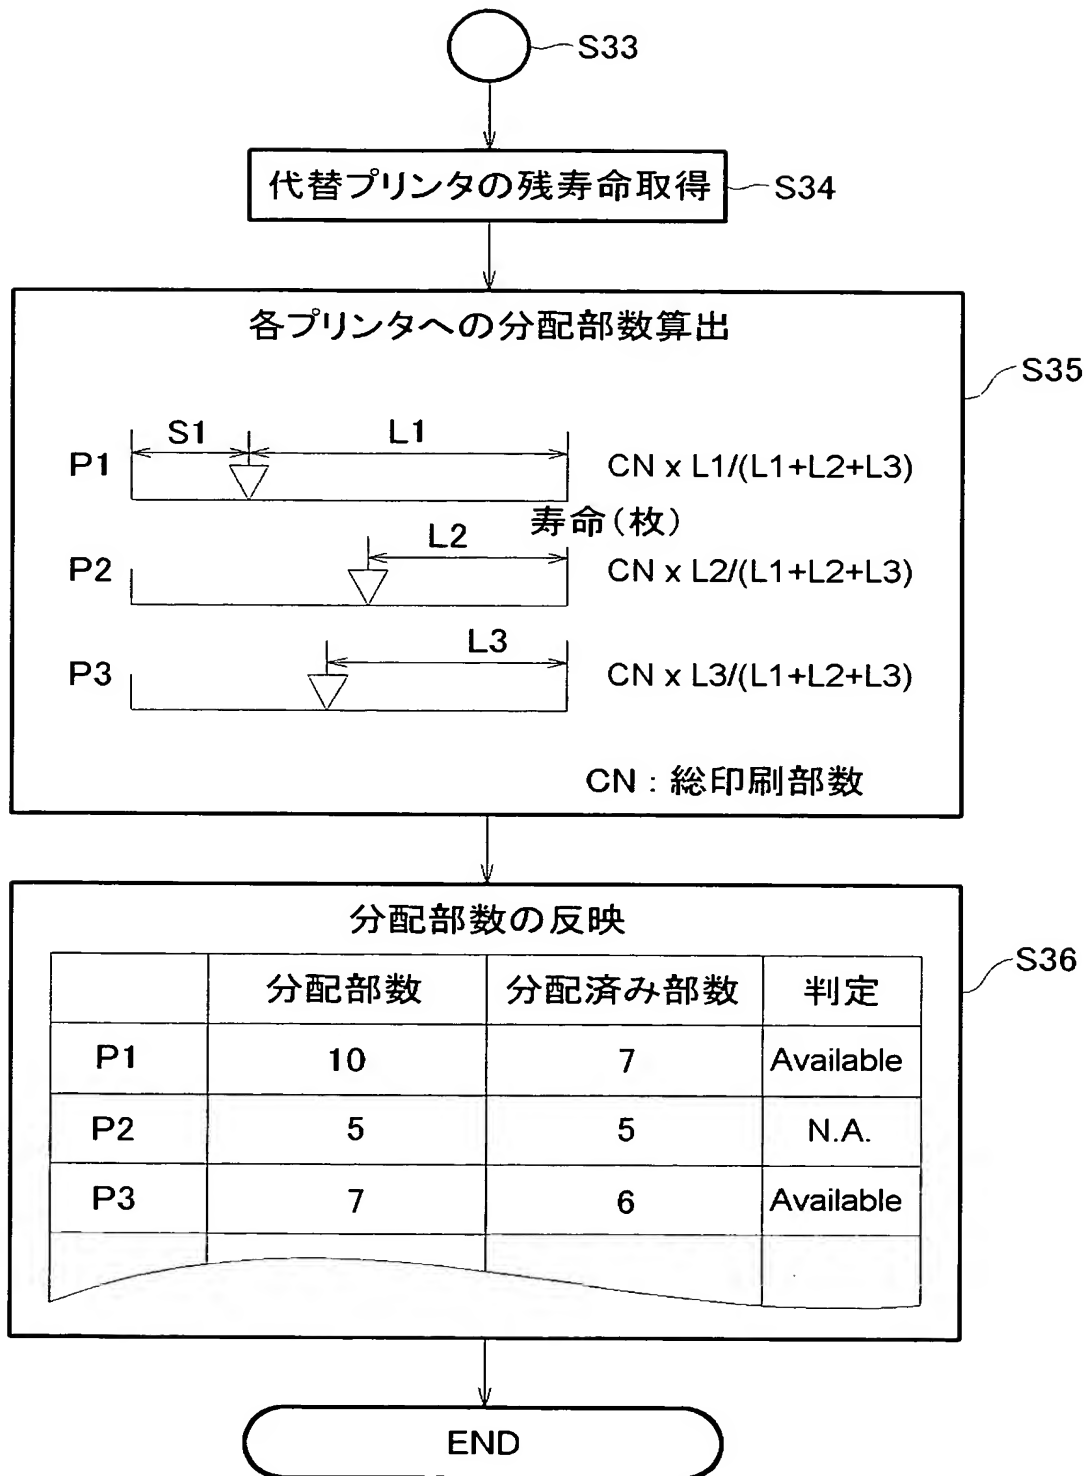 S33
代替プリンタの残寿命取得
S34
各プリンタへの分配部数算出
S35
S1
L1
P1
CN x L1/(L1+L2+L3)
寿命(枚)
L2
P2
CN x L2/(L1+L2+L3)
L3
P3
CN x L3/(L1+L2+L3)
CN : 総印刷部数
分配部数の反映
S36
分配部数 分配済み部数 判定
P1 10 7 Available
P2 5 5 N.A.
P3 7 6 Available
END